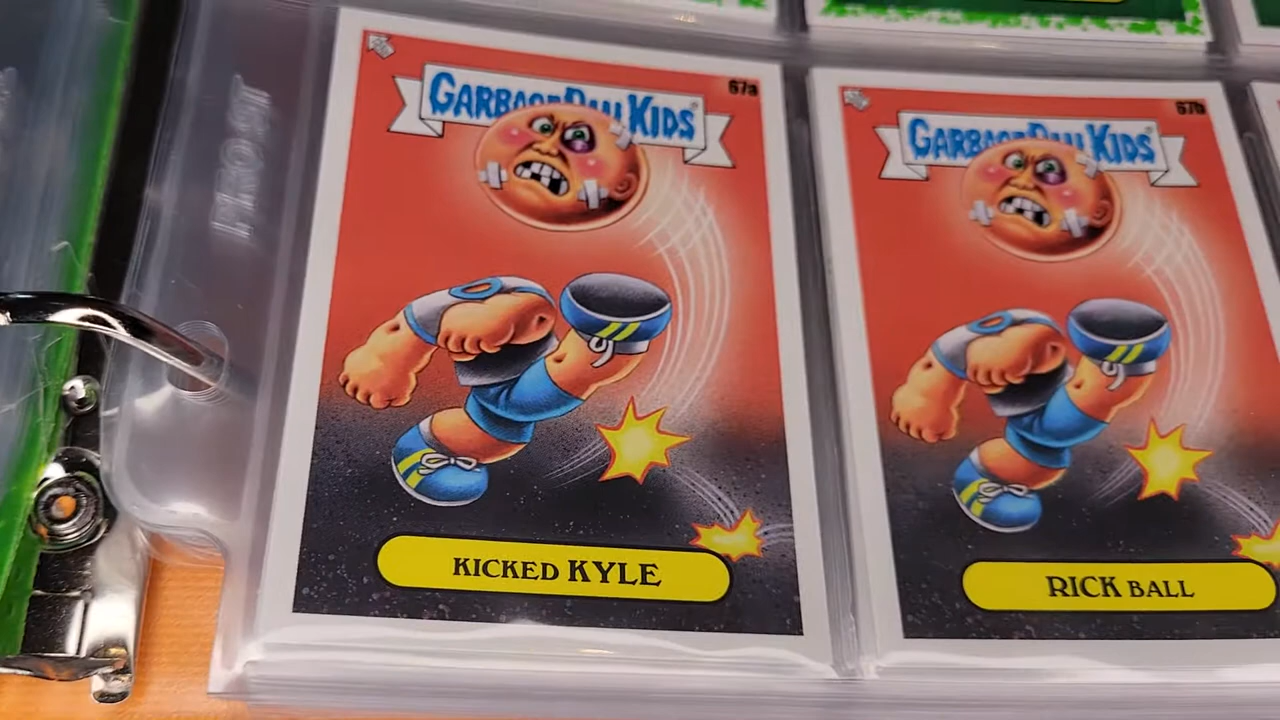 GARBAGE PAIL KIDS®
67a
KICKED KYLE
GARBAGE PAIL KIDS®
67b
RICK BALL